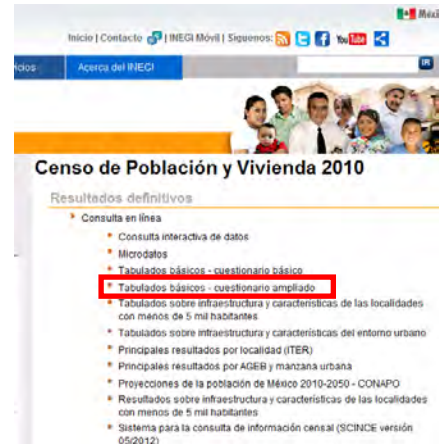 Méxi
Inicio | Contacto | INEGI Móvil | Síguenos:
You Tube
icios Acerca del INEGI IR
Censo de Población y Vivienda 2010
Resultados definitivos
Consulta en línea
Consulta interactiva de datos
Microdatos
Tabulados básicos - cuestionario básico
Tabulados básicos - cuestionario ampliado
Tabulados sobre infraestructura y características de las localidades
con menos de 5 mil habitantes
Tabulados sobre infraestructura y características del entorno urbano
Principales resultados por localidad (ITER)
Principales resultados por AGEB y manzana urbana
Proyecciones de la población de México 2010-2050 - CONAPO
Resultados sobre infraestructura y características de las localidades
con menos de 5 mil habitantes
Sistema para la consulta de información censal (SCINCE versión
05/2012)